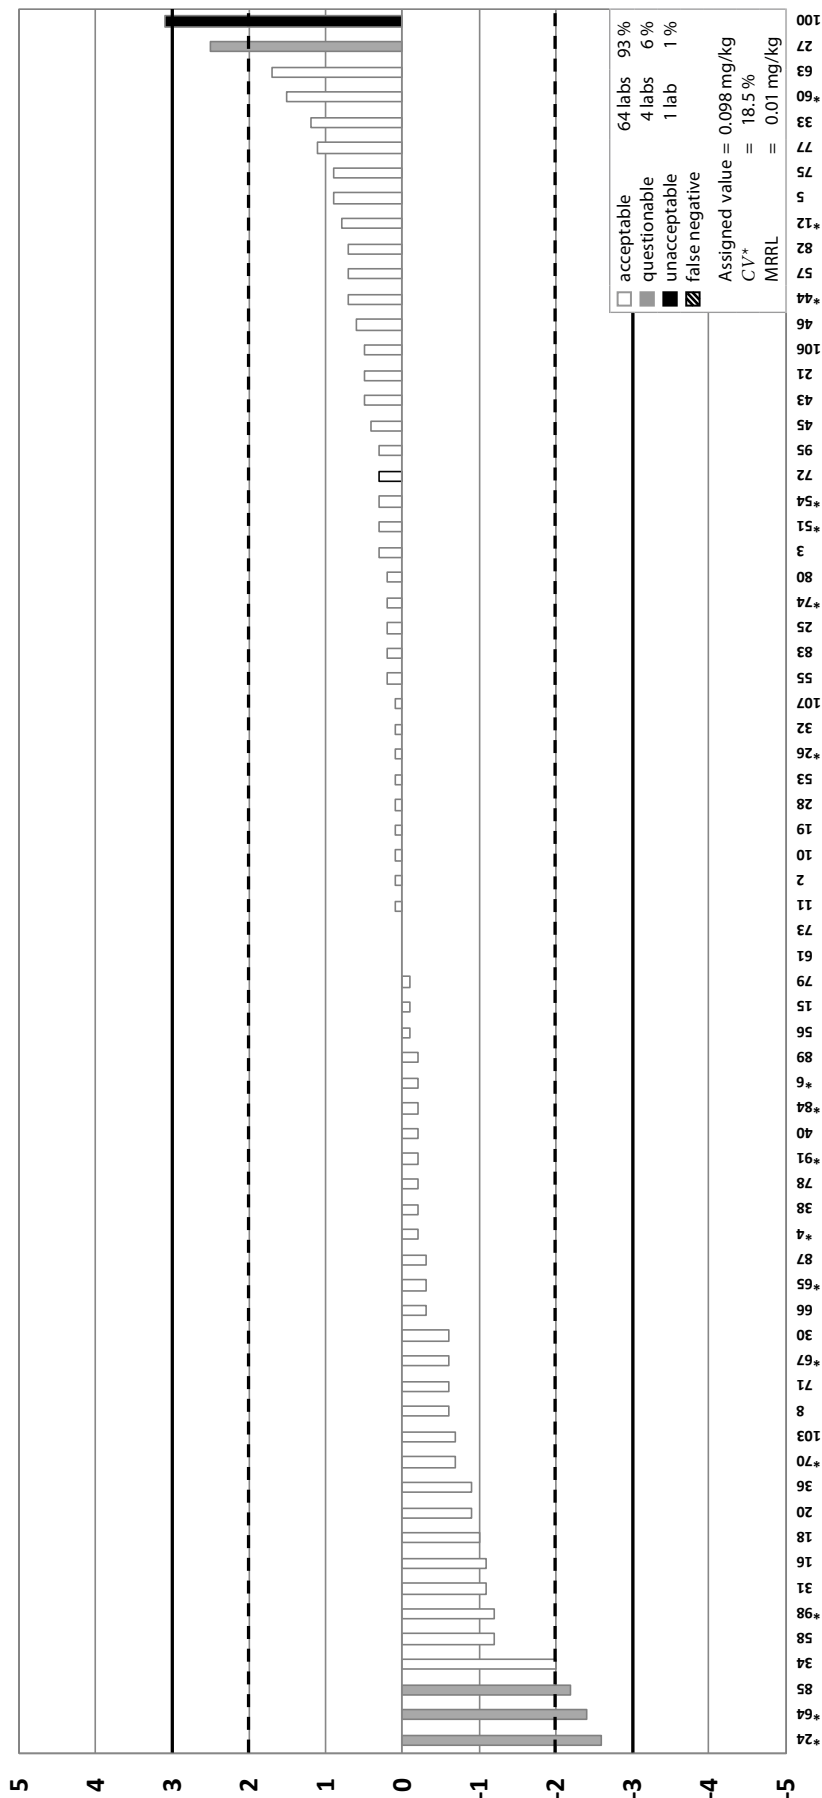 5
4
3
2
1
0
-1
-2
-3
-4
-5
*24 *64 85 34 58 *98 31 16 18 20 36 *70 103 8 71 *67 30 66 *65 87 *4 38 78 *91 40 *84 *6 89 56 15 79 61 73 11 2 10 19 28 53 *26 32 107 55 83 25 *74 80 3 *51 *54 72 95 45 43 21 106 46 *44 57 82 *12 5 75 77 33 *60 63 27 100
acceptable 64 labs 93 %
questionable 4 labs 6 %
unacceptable 1 lab 1 %
false negative
Assigned value = 0.098 mg/kg
CV* = 18.5 %
MRRL = 0.01 mg/kg